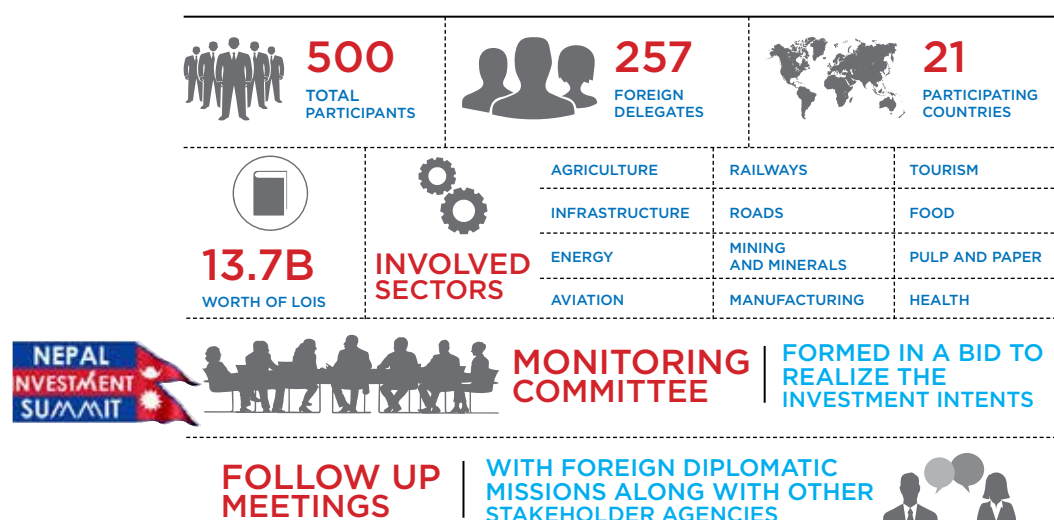 500
TOTAL
PARTICIPANTS
257
FOREIGN
DELEGATES
21
PARTICIPATING
COUNTRIES
13.7B
WORTH OF LOIS
INVOLVED
SECTORS
AGRICULTURE
RAILWAYS
TOURISM
INFRASTRUCTURE
ROADS
FOOD
ENERGY
MINING
AND MINERALS
PULP AND PAPER
AVIATION
MANUFACTURING
HEALTH
NEPAL
INVESTMENT
SUMMIT
MONITORING
COMMITTEE
FORMED IN A BID TO
REALIZE THE
INVESTMENT INTENTS
FOLLOW UP
MEETINGS
WITH FOREIGN DIPLOMATIC
MISSIONS ALONG WITH OTHER
STAKEHOLDER AGENCIES